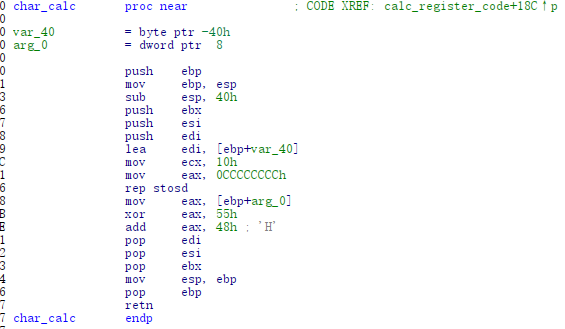 0 char_calc proc near ; CODE XREF: calc_register_code+18C↑p
0
0 var_40 = byte ptr -40h
0 arg_0 = dword ptr 8
0
0 push ebp
1 mov ebp, esp
3 sub esp, 40h
6 push ebx
7 push esi
8 push edi
9 lea edi, [ebp+var_40]
C mov ecx, 10h
1 mov eax, 0CCCCCCCCh
6 rep stosd
8 mov eax, [ebp+arg_0]
B xor eax, 55h
E add eax, 48h ; 'H'
1 pop edi
2 pop esi
3 pop ebx
4 mov esp, ebp
6 pop ebp
7 retn
7 char_calc endp